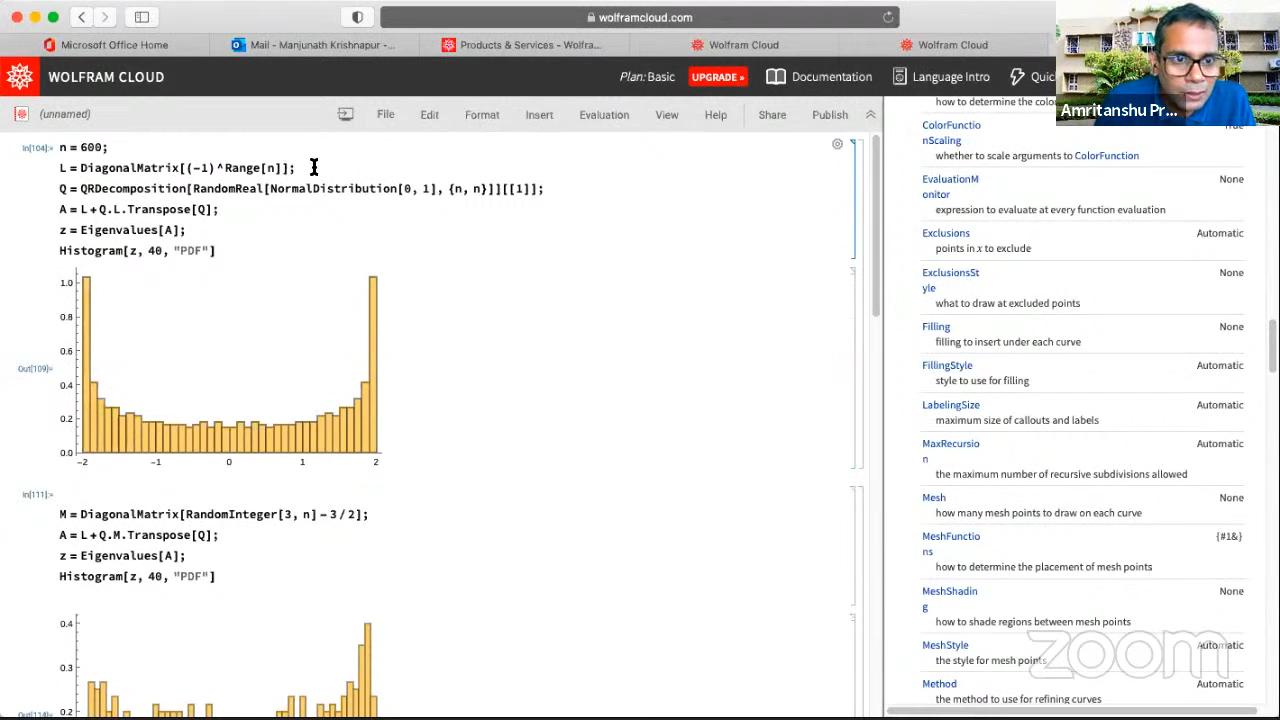 wolframcloud.com
Microsoft Office Home
Mail - Manjunath Krishnapur -...
Products & Services - Wolfra...
Wolfram Cloud
Wolfram Cloud
WOLFRAM CLOUD
Plan: Basic
UPGRADE »
Documentation
Language Intro
Quic
(unnamed)
File
Edit
Format
Insert
Evaluation
View
Help
Share
Publish
Amritanshu Pr...
In[104]:=
n = 600;
L = DiagonalMatrix[(-1)^Range[n]];
Q = QRDecomposition[RandomReal[NormalDistribution[0, 1], {n, n}]][[1]];
A = L + Q.L.Transpose[Q];
z = Eigenvalues[A];
Histogram[z, 40, "PDF"]
1.0
0.8
0.6
0.4
0.2
0.0
-2
-1
0
1
2
Out[109]=
In[111]:=
M = DiagonalMatrix[RandomInteger[3, n] - 3 / 2];
A = L + Q.M.Transpose[Q];
z = Eigenvalues[A];
Histogram[z, 40, "PDF"]
0.4
0.3
0.2
Out[114]=
how to determine the colo
ColorFunctio
nScaling
True
whether to scale arguments to ColorFunction
EvaluationM
onitor
None
expression to evaluate at every function evaluation
Exclusions
Automatic
points in x to exclude
ExclusionsSt
yle
None
what to draw at excluded points
Filling
None
filling to insert under each curve
FillingStyle
Automatic
style to use for filling
LabelingSize
Automatic
maximum size of callouts and labels
MaxRecursio
n
Automatic
the maximum number of recursive subdivisions allowed
Mesh
None
how many mesh points to draw on each curve
MeshFunctio
ns
{#1&}
how to determine the placement of mesh points
MeshShadin
g
None
how to shade regions between mesh points
MeshStyle
Automatic
the style for mesh points
Method
Automatic
the method to use for refining curves
zoom